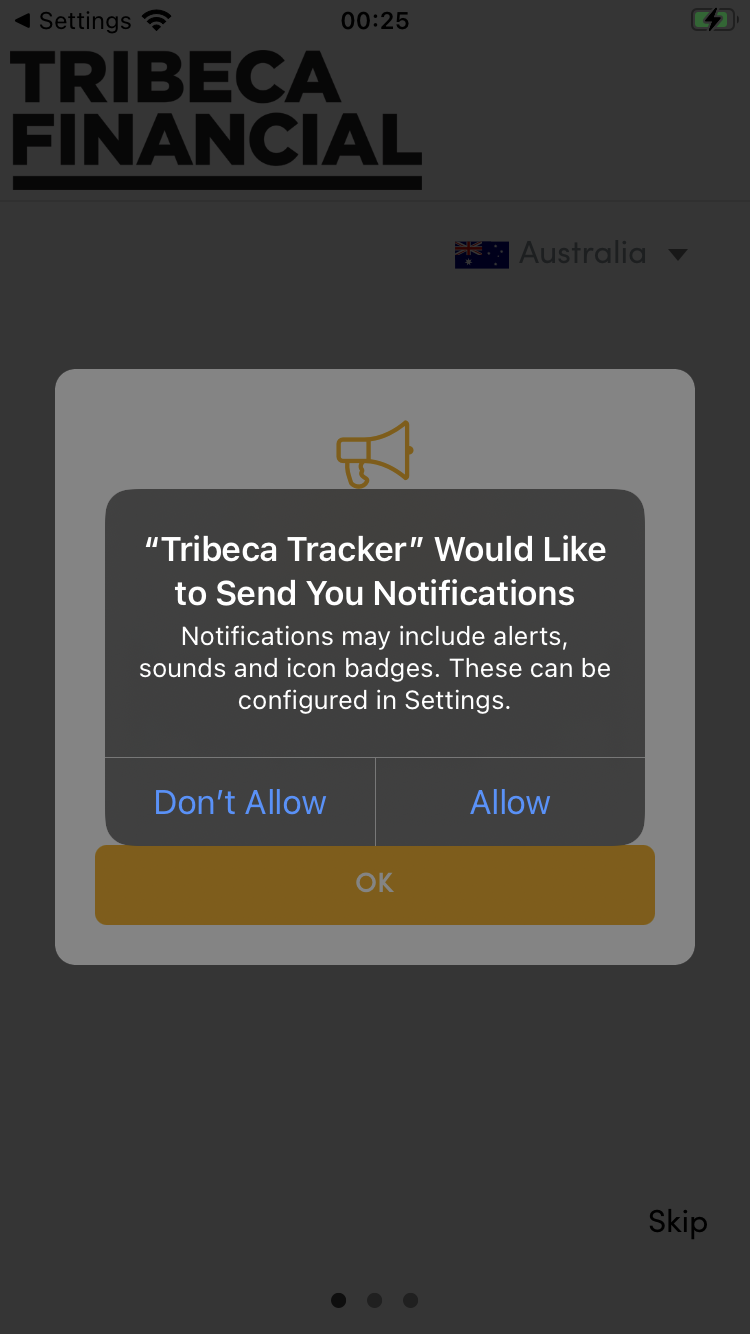 Settings
00:25
TRIBECA
FINANCIAL
Australia
“Tribeca Tracker” Would Like
to Send You Notifications
Notifications may include alerts,
sounds and icon badges. These can be
configured in Settings.
Don’t Allow
Allow
OK
Skip